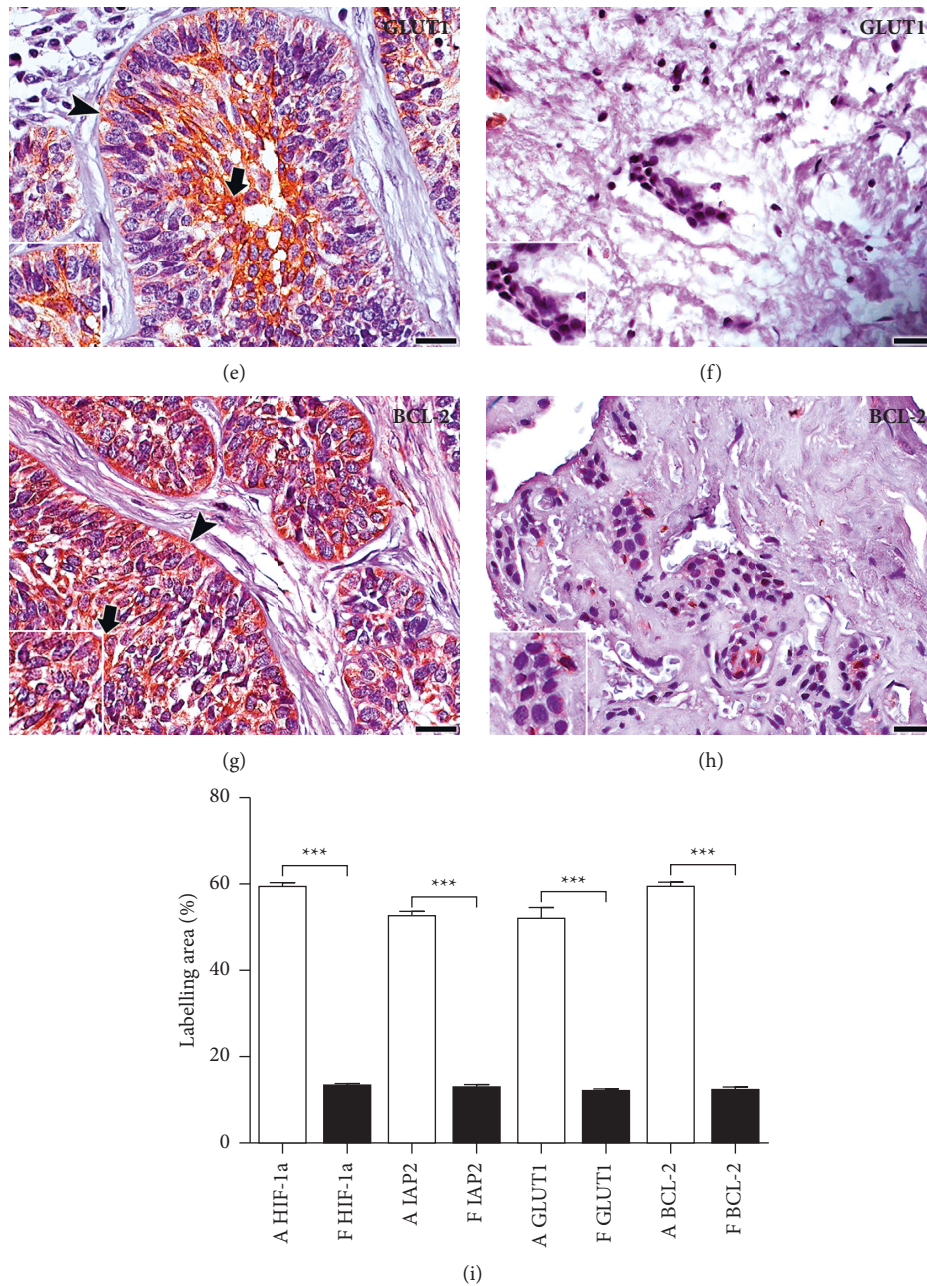 GLUT1
GLUT1
(e)
(f)
BCL-2
BCL-2
(g)
(h)
80
60
40
20
0
Labelling area (%)
***
***
***
***
A HIF-1a
F HIF-1a
A IAP2
F IAP2
A GLUT1
F GLUT1
A BCL-2
F BCL-2
(i)